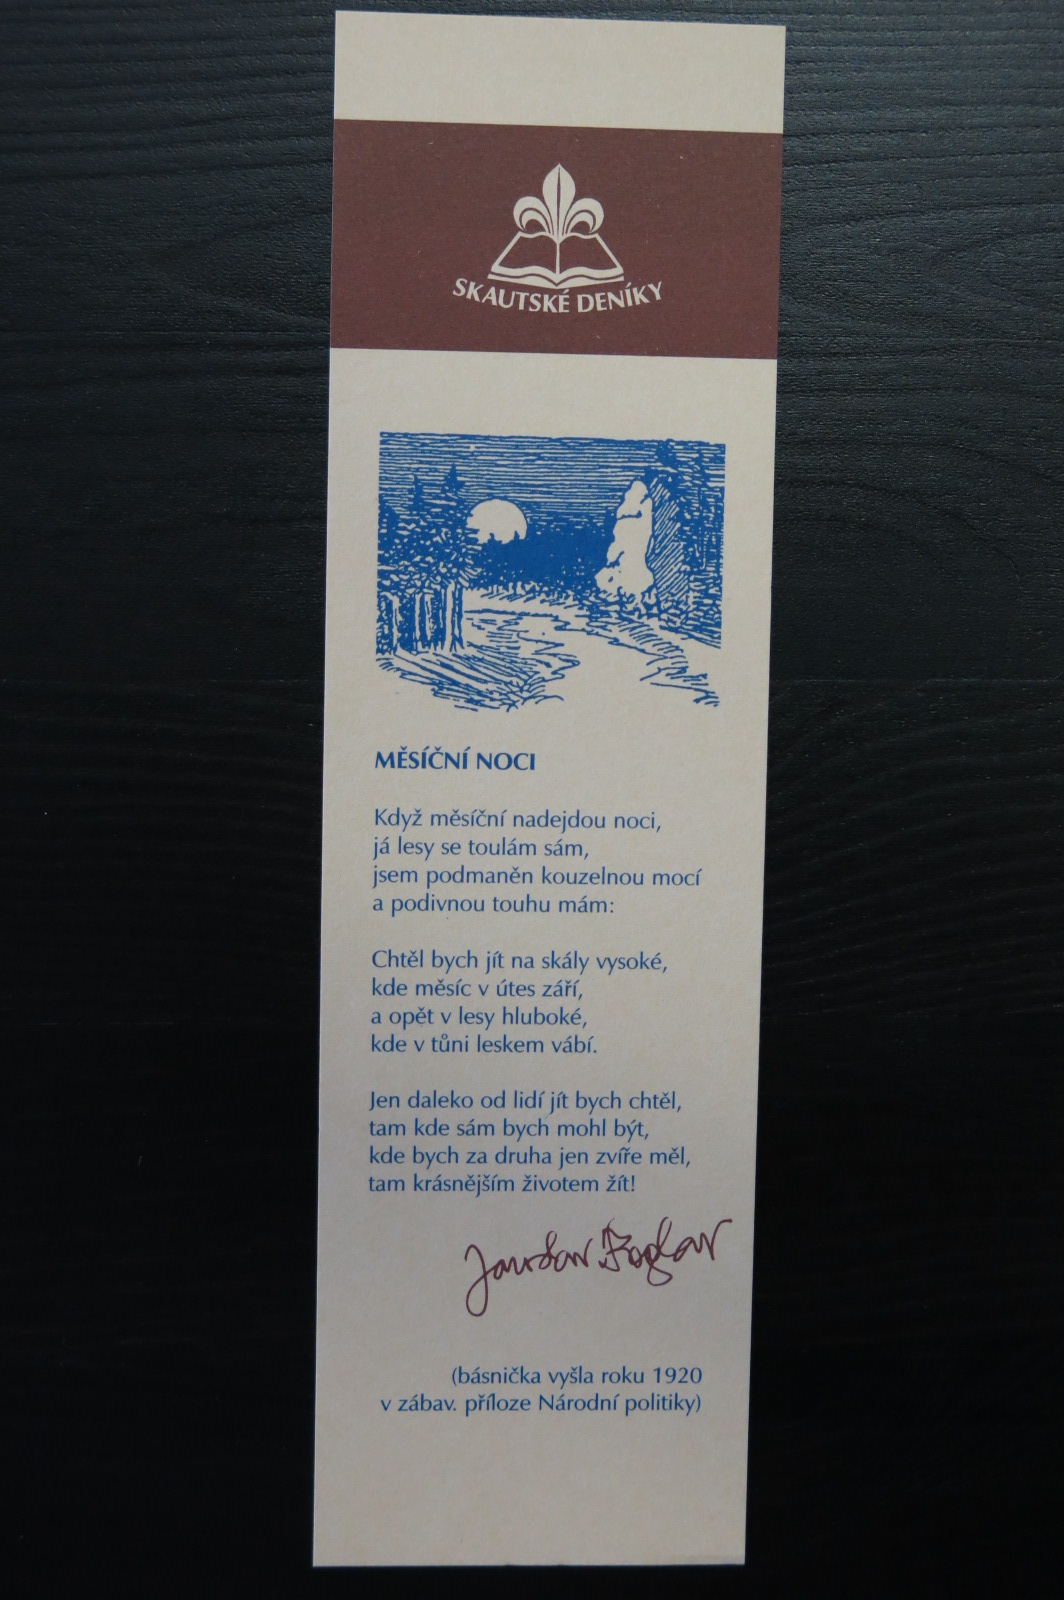 SKAUTSKÉ DENÍKY
MĚSÍČNÍ NOCI
Když měsíční nadejdou noci,
já lesy se toulám sám,
jsem podmaněn kouzelnou mocí
a podivnou touhu mám:
Chtěl bych jít na skály vysoké,
kde měsíc v útes září,
a opět v lesy hluboké,
kde v tůni leskem vábí.
Jen daleko od lidí jít bych chtěl,
tam kde sám bych mohl být,
kde bych za druha jen zvíře měl,
tam krásnějším životem žít!
Jaroslav Foglar
(básnička vyšla roku 1920
v zábav. příloze Národní politiky)